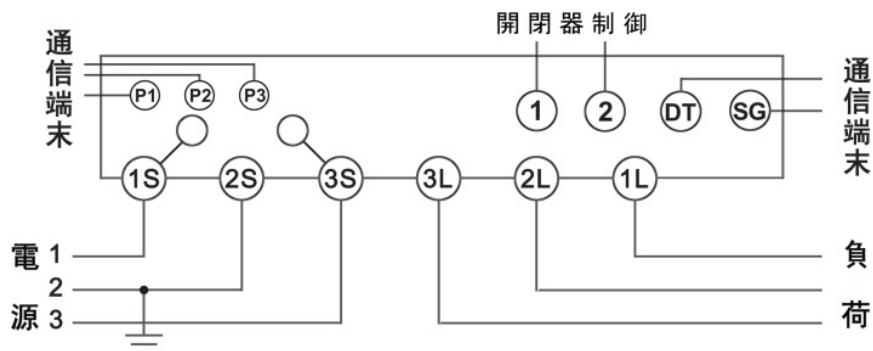 開閉器制御
通信端末
P1 P2 P3
1 2 DT SG
通信端末
1S 2S 3S 3L 2L 1L
電源
1
2
3
負荷